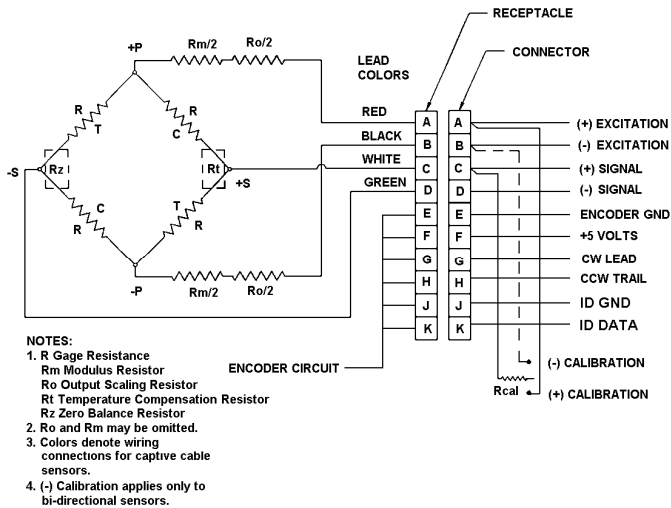 RECEPTACLE
CONNECTOR
+P
Rm/2 Ro/2
LEAD
COLORS
R
T
R
C
RED
A A (+) EXCITATION
BLACK
B B (-) EXCITATION
-S Rz Rt +S
WHITE
C C (+) SIGNAL
GREEN
D D (-) SIGNAL
C
R
T
R
E E ENCODER GND
F F +5 VOLTS
G G CW LEAD
H H CCW TRAIL
J J ID GND
K K ID DATA
-P
Rm/2 Ro/2
ENCODER CIRCUIT
(-) CALIBRATION
Rcal (+) CALIBRATION
NOTES:
1. R Gage Resistance
Rm Modulus Resistor
Ro Output Scaling Resistor
Rt Temperature Compensation Resistor
Rz Zero Balance Resistor
2. Ro and Rm may be omitted.
3. Colors denote wiring
connections for captive cable
sensors.
4. (-) Calibration applies only to
bi-directional sensors.